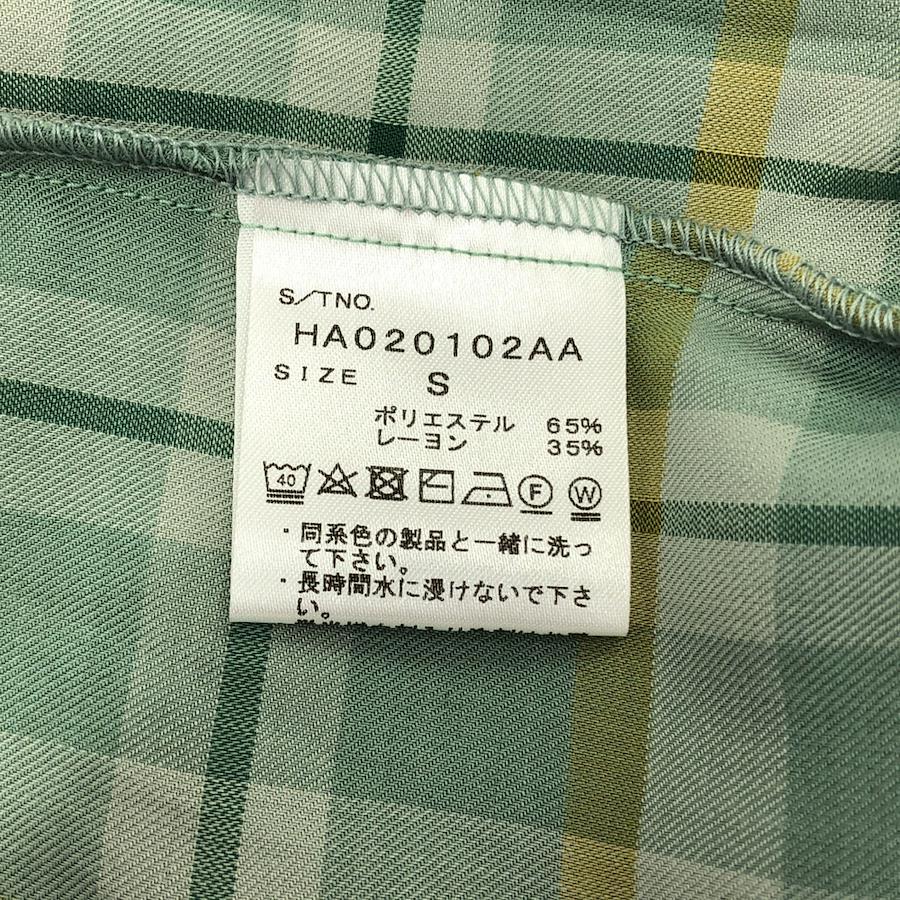 S/TNO.
HA020102AA
SIZE S
ポリエステル 65%
レーヨン 35%
40 F W
・同系色の製品と一緒に洗っ
て下さい。
・長時間水に浸けないで下さ
い。